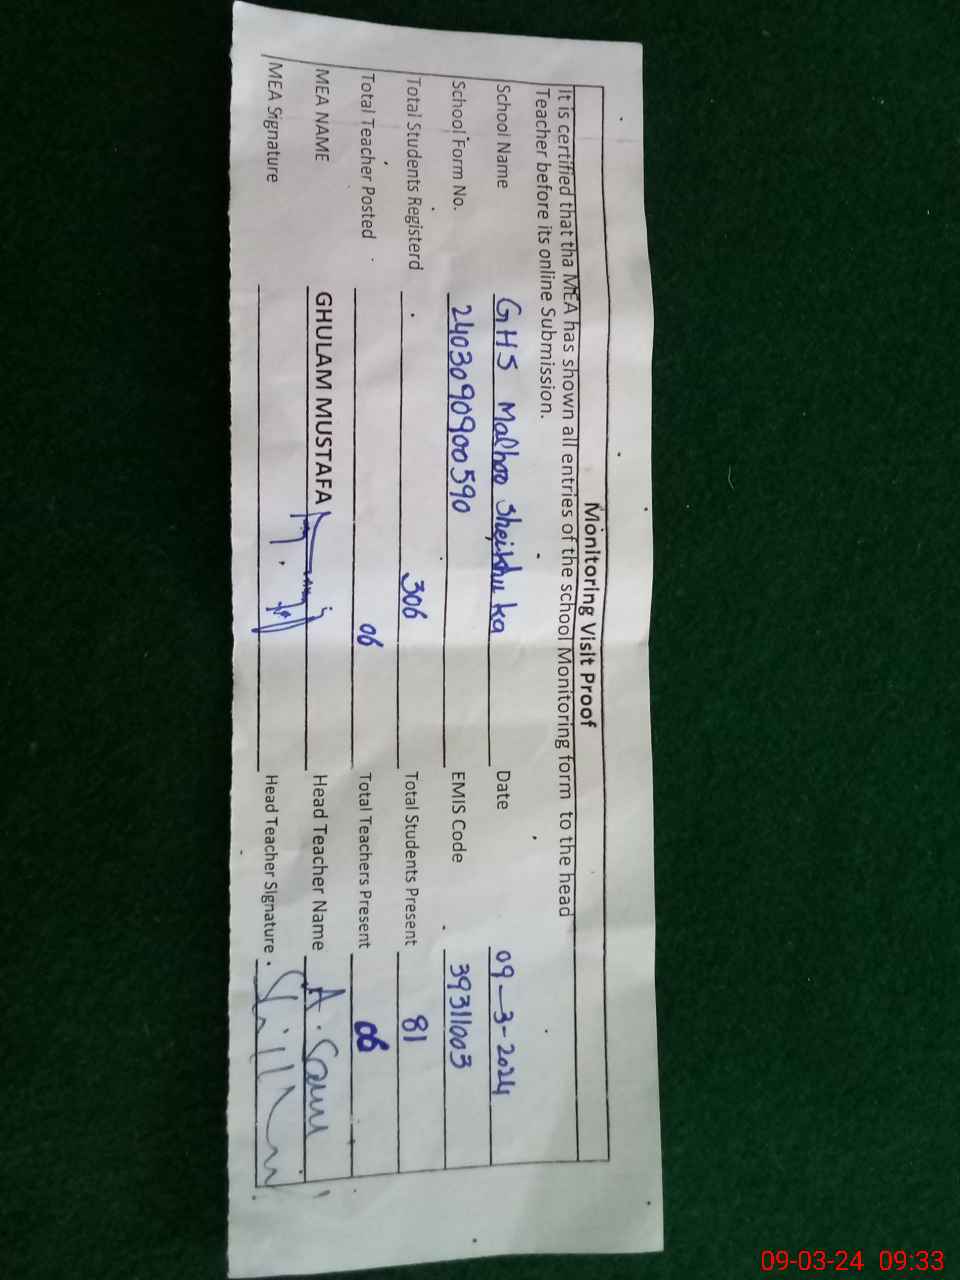 Monitoring Visit Proof
It is certified that tha MEA has shown all entries of the school Monitoring form to the head
Teacher before its online Submission.
School Name GHS Malhoo Sheikhu ka Date 09-3-2024
School Form No. 2403090900590 EMIS Code 39311003
Total Students Registerd 306 Total Students Present 81
Total Teacher Posted 06 Total Teachers Present 06
MEA NAME GHULAM MUSTAFA Head Teacher Name A. Sami
MEA Signature Head Teacher Signature
09-03-24 09:33